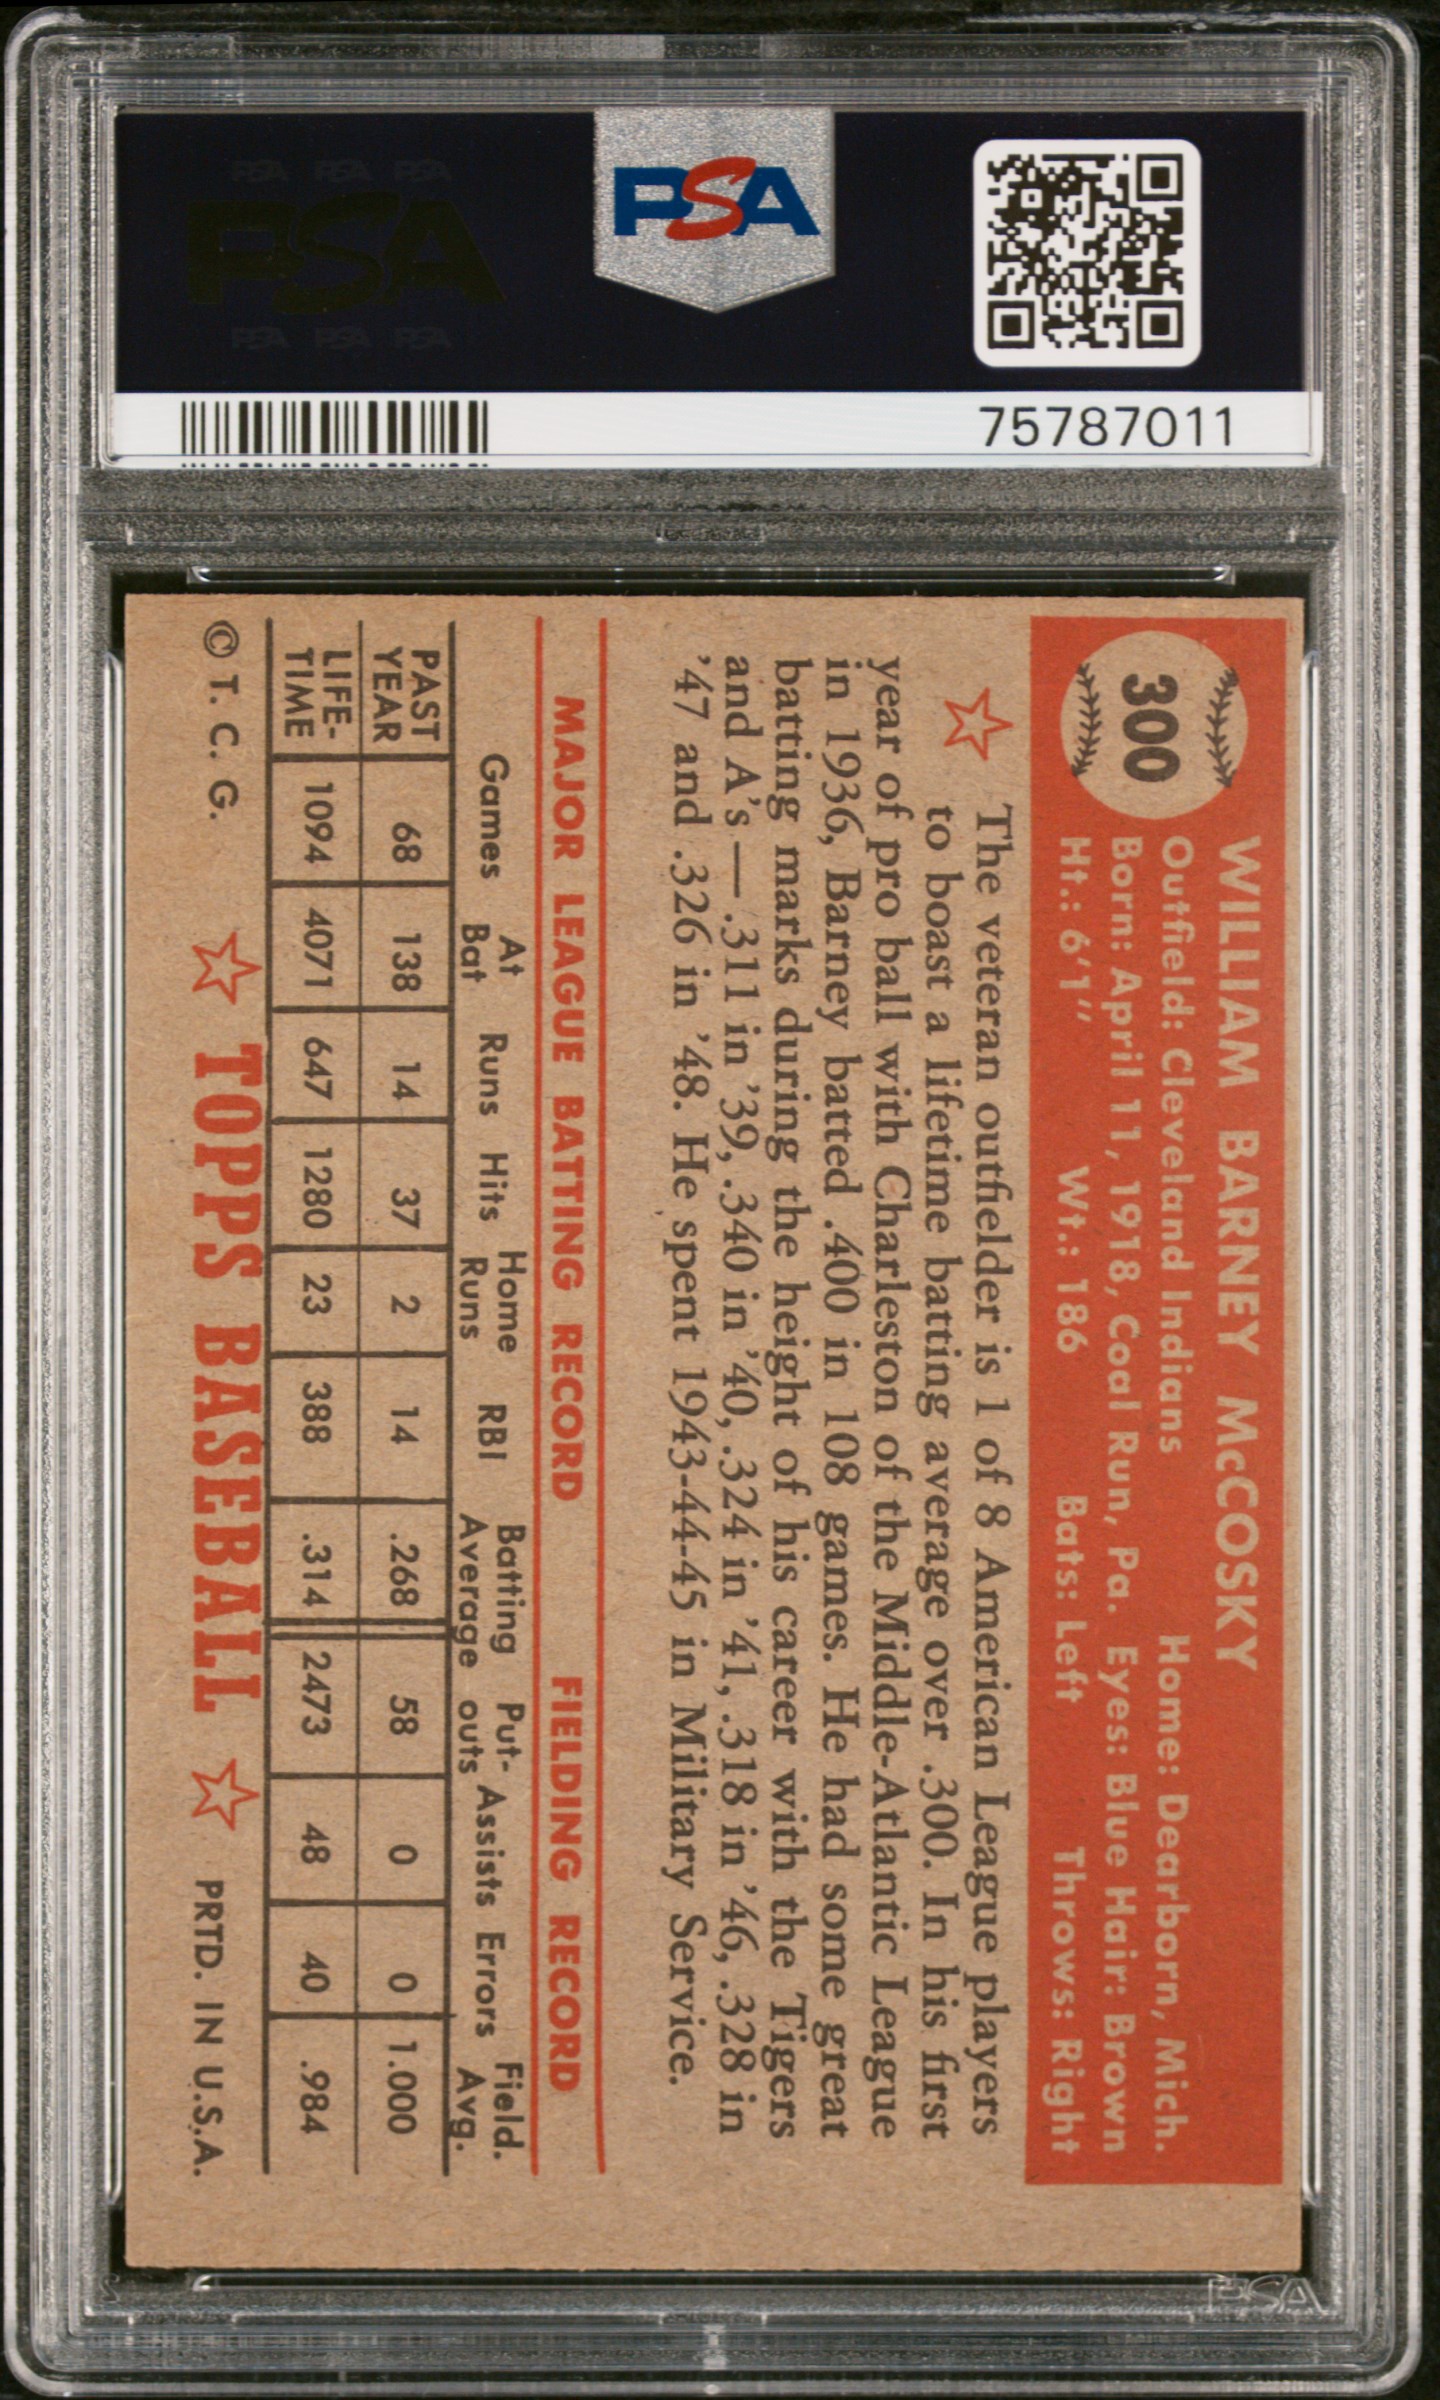 PSA PSA PSA
PSA
PSA PSA PSA
PSA
75787011
300
WILLIAM BARNEY McCOSKY
Outfield: Cleveland Indians Home: Dearborn, Mich.
Born: April 11, 1918, Coal Run, Pa. Eyes: Blue Hair: Brown
Ht.: 6'1" Wt.: 186 Bats: Left Throws: Right
The veteran outfielder is 1 of 8 American League players
to boast a lifetime batting average over .300. In his first
year of pro ball with Charleston of the Middle-Atlantic League
in 1936, Barney batted .400 in 108 games. He had some great
batting marks during the height of his career with the Tigers
and A's—.311 in '39, .340 in '40, .324 in '41, .318 in '46, .328 in
'47 and .326 in '48. He spent 1943-44-45 in Military Service.
MAJOR LEAGUE BATTING RECORD FIELDING RECORD
Games At Bat Runs Hits Home Runs RBI Batting Average Put-outs Assists Errors Field. Avg.
PAST YEAR 68 138 14 37 2 14 .268 58 0 0 1.000
LIFE-TIME 1094 4071 647 1280 23 388 .314 2473 48 40 .984
© T. C. G. TOPPS BASEBALL PRTD. IN U.S.A.
PSA